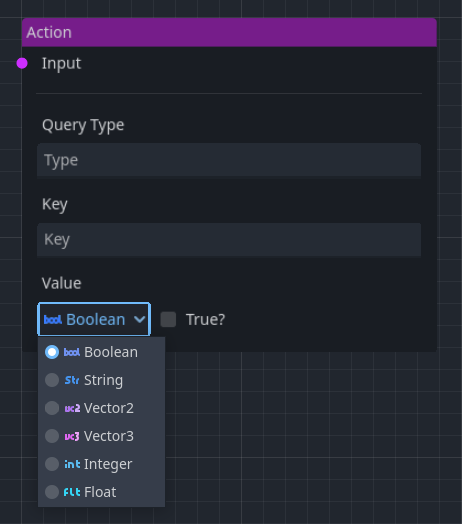 Action
Input
Query Type
Type
Key
Key
Value
bool Boolean True?
bool Boolean
Str String
vc2 Vector2
vc3 Vector3
int Integer
flt Float